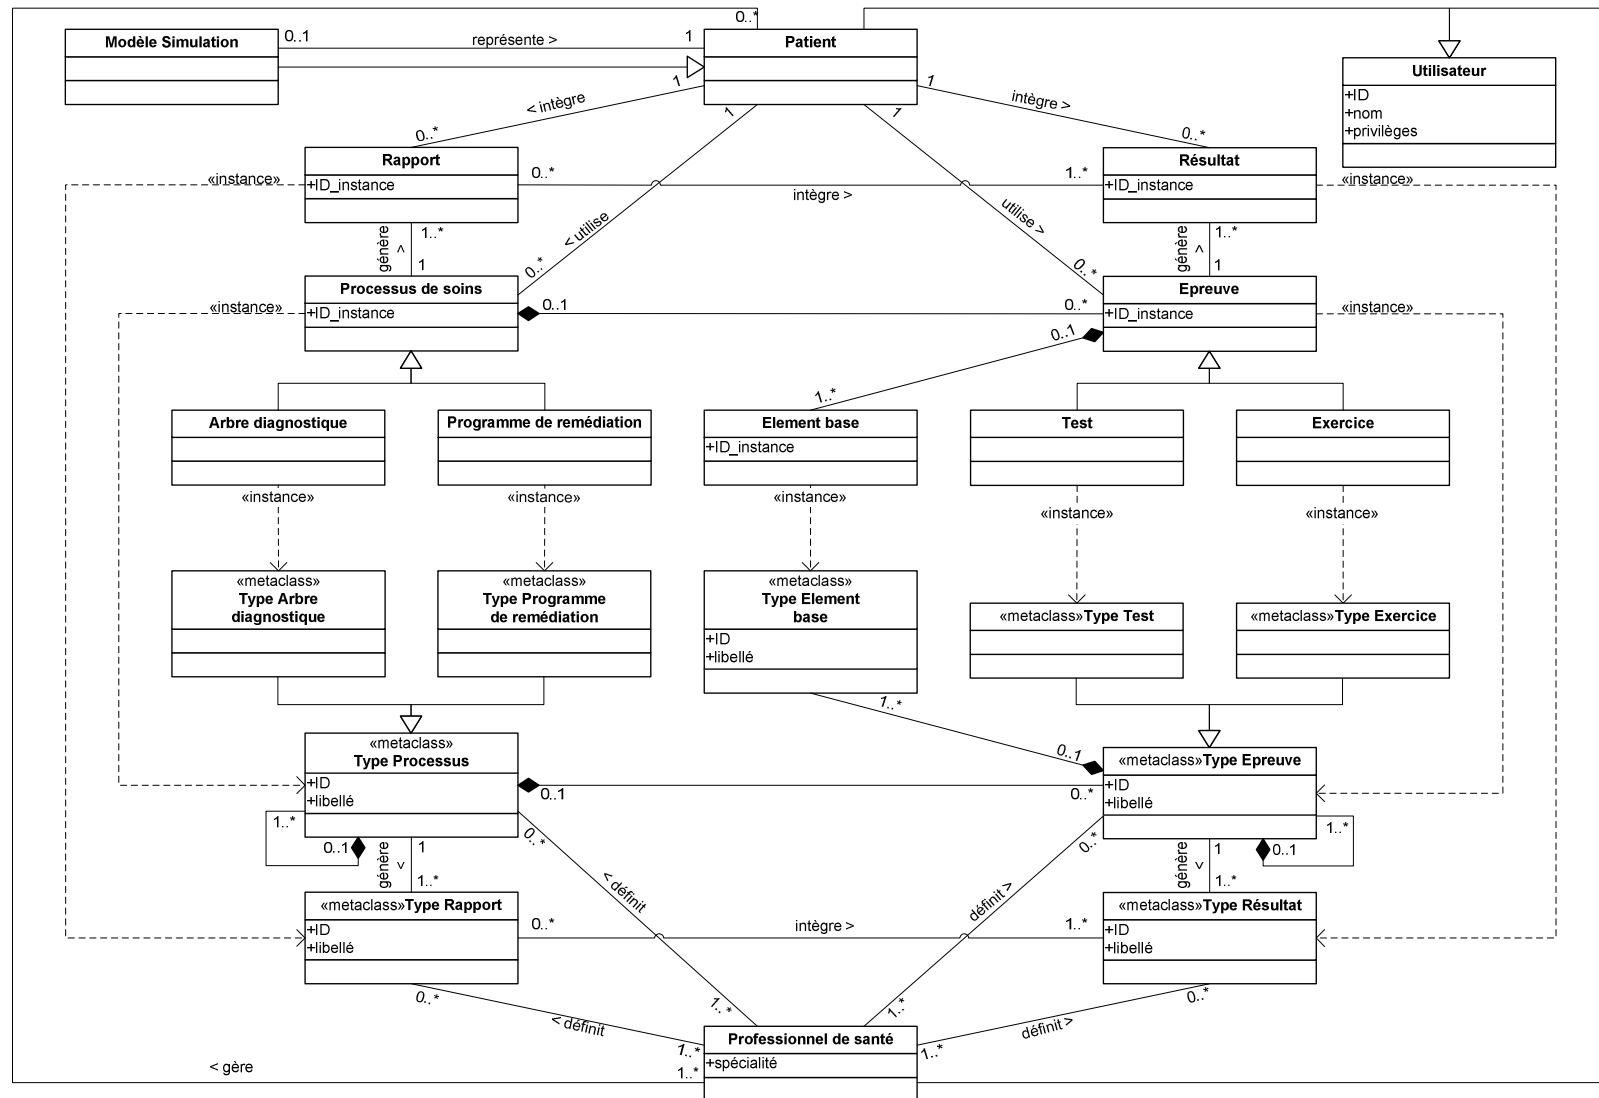 0..*
Modèle Simulation
0..1
représente >
1
Patient
Utilisateur
+ID
+nom
+privilèges
1
< intègre
0..*
1
1
1
intègre >
0..*
Rapport
+ID_instance
«instance»
0..*
intègre >
1..*
Résultat
+ID_instance
«instance»
< utilise
0..*
utilise >
0..*
génère
>
1..*
1
génère
>
1..*
1
Processus de soins
+ID_instance
«instance»
0..1
0..*
Epreuve
+ID_instance
«instance»
0..1
1..*
Arbre diagnostique
Programme de remédiation
Element base
+ID_instance
Test
Exercice
«instance»
«instance»
«instance»
«instance»
«instance»
«metaclass»
Type Arbre
diagnostique
«metaclass»
Type Programme
de remédiation
«metaclass»
Type Element
base
+ID
+libellé
«metaclass»Type Test
«metaclass»Type Exercice
1..*
0..1
«metaclass»
Type Processus
+ID
+libellé
0..1
0..*
«metaclass»Type Epreuve
+ID
+libellé
1..*
0..1
1..*
0..1
génère
<
1
1..*
0..*
< définit
1..*
0..*
définit >
1..*
génère
<
1
1..*
«metaclass»Type Rapport
+ID
+libellé
0..*
intègre >
1..*
«metaclass»Type Résultat
+ID
+libellé
0..*
< définit
1..*
0..*
définit >
1..*
Professionnel de santé
+spécialité
< gère
1..*